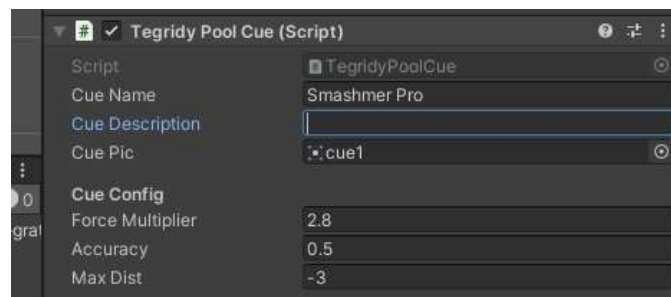 # Tegridy Pool Cue (Script)
Script TegridyPoolCue
Cue Name Smashmer Pro
Cue Description
Cue Pic cue1
0
Cue Config
grat
Force Multiplier 2.8
Accuracy 0.5
Max Dist -3